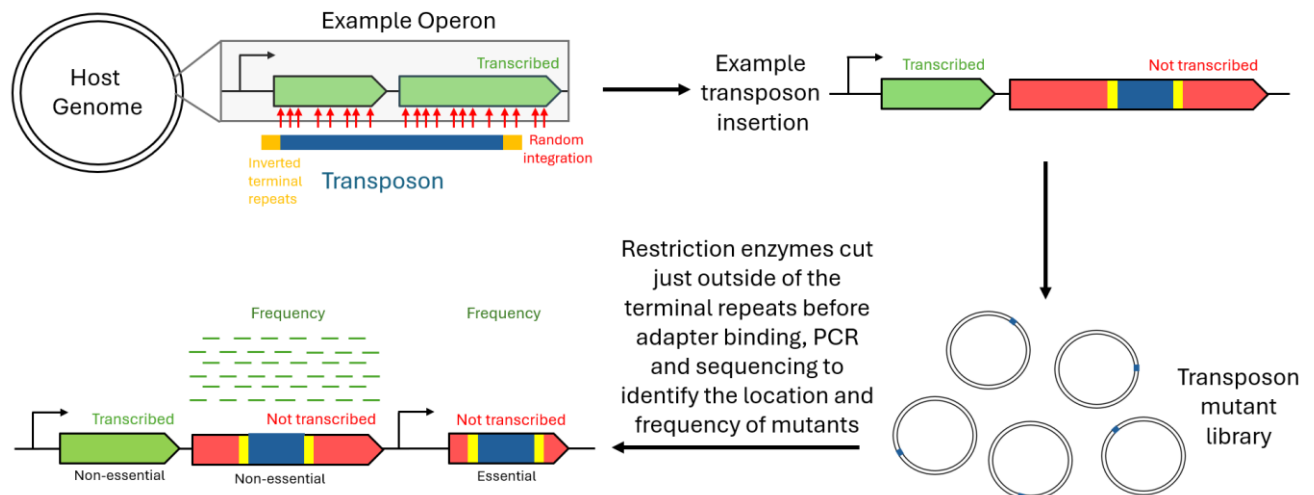 Example Operon
Host
Genome
Transcribed
Inverted
terminal
repeats
Transposon
Random
integration
Example
transposon
insertion
Transcribed
Not transcribed
Transposon
mutant
library
Restriction enzymes cut
just outside of the
terminal repeats before
adapter binding, PCR
and sequencing to
identify the location and
frequency of mutants
Frequency
Frequency
Transcribed
Not transcribed
Not transcribed
Non-essential
Non-essential
Essential